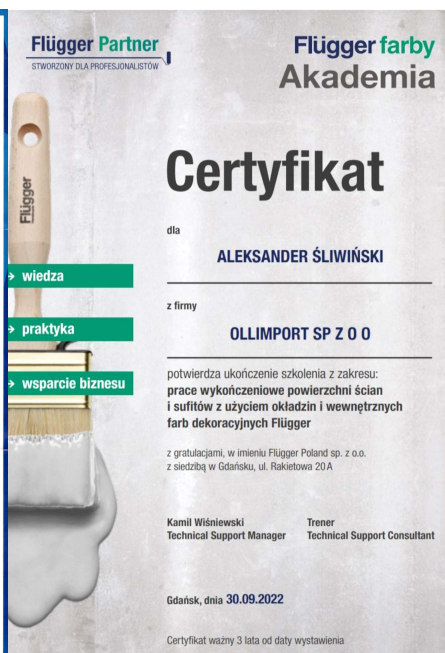 Flügger Partner
STWORZONY DLA PROFESJONALISTÓW
Flügger farby
Akademia
Flügger
Certyfikat
dla
ALEKSANDER ŚLIWIŃSKI
→ wiedza
z firmy
→ praktyka
OLLIMPORT SP Z O O
→ wsparcie biznesu
potwierdza ukończenie szkolenia z zakresu:
prace wykończeniowe powierzchni ścian
i sufitów z użyciem okładzin i wewnętrznych
farb dekoracyjnych Flügger
z gratulacjami, w imieniu Flügger Poland sp. z o.o.
z siedzibą w Gdańsku, ul. Rakietowa 20 A
Kamil Wiśniewski
Technical Support Manager
Trener
Technical Support Consultant
Gdańsk, dnia 30.09.2022
Certyfikat ważny 3 lata od daty wystawienia